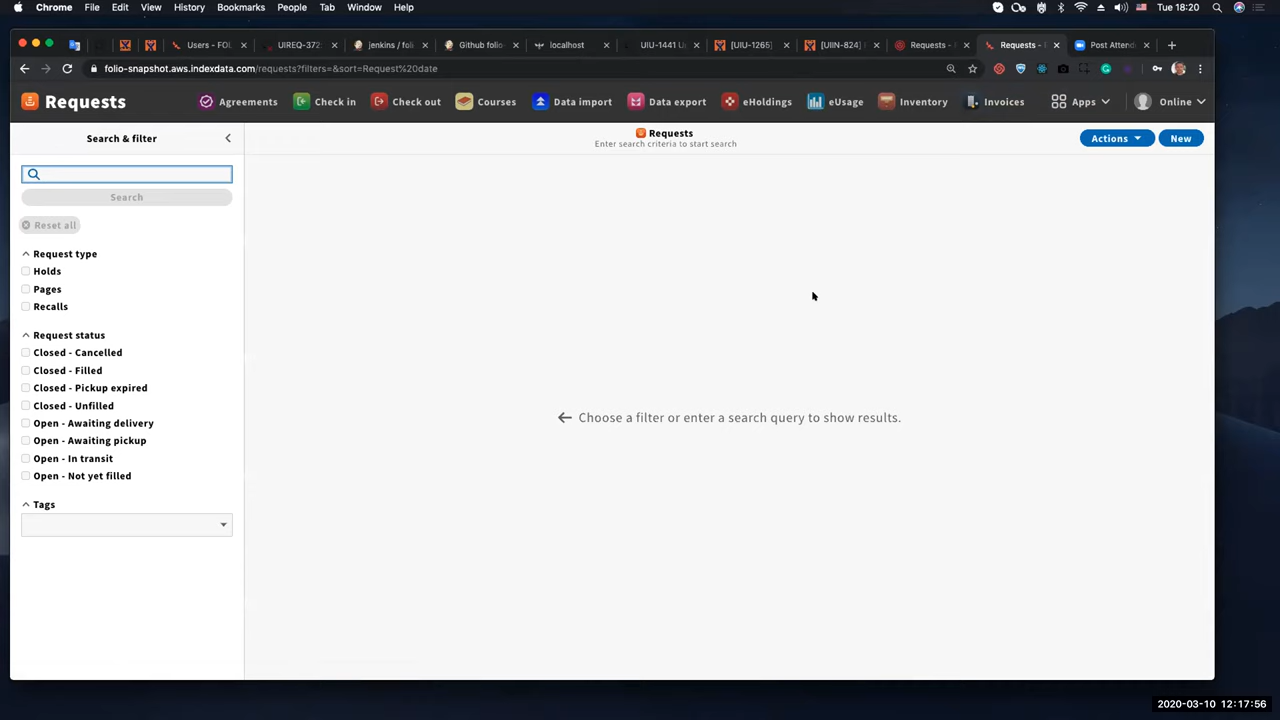 Chrome File Edit View History Bookmarks People Tab Window Help Tue 18:20
Users - FOL UIREQ-372: jenkins / foli Github folio localhost UIU-1441 Us [UIU-1265] [UIIN-824] F Requests - F Requests - F Post Attend
folio-snapshot.aws.indexdata.com/requests?filters=&sort=Request%20date
Requests Agreements Check in Check out Courses Data import Data export eHoldings eUsage Inventory Invoices Apps Online
Search & filter
Requests
Enter search criteria to start search
Actions New
Search
Reset all
Request type
Holds
Pages
Recalls
Request status
Closed - Cancelled
Closed - Filled
Closed - Pickup expired
Closed - Unfilled
Open - Awaiting delivery
Open - Awaiting pickup
Open - In transit
Open - Not yet filled
Tags
Choose a filter or enter a search query to show results.
2020-03-10 12:17:56